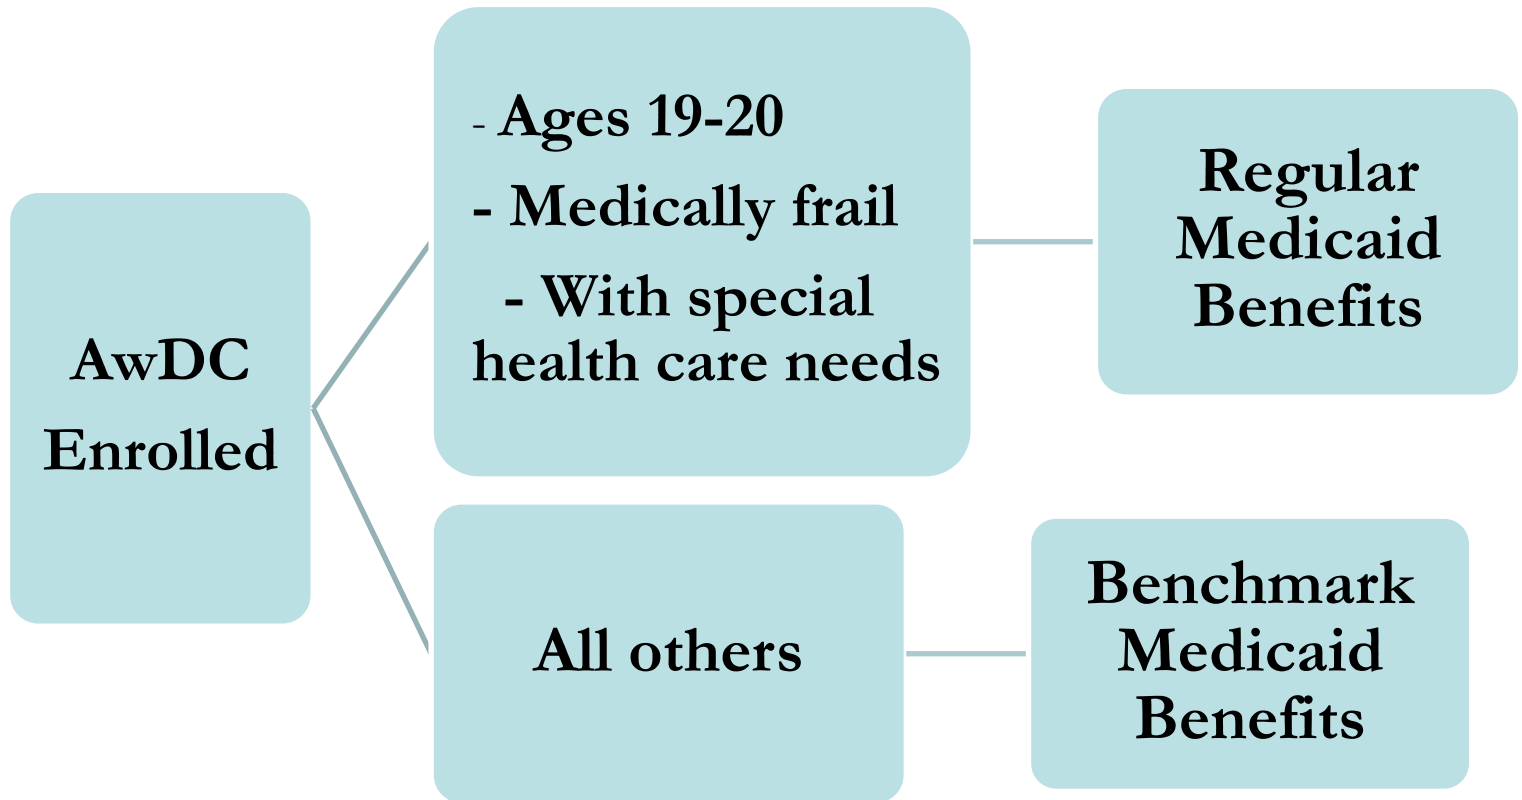 AwDC
Enrolled
- Ages 19-20
- Medically frail
- With special
health care needs
Regular
Medicaid
Benefits
All others
Benchmark
Medicaid
Benefits